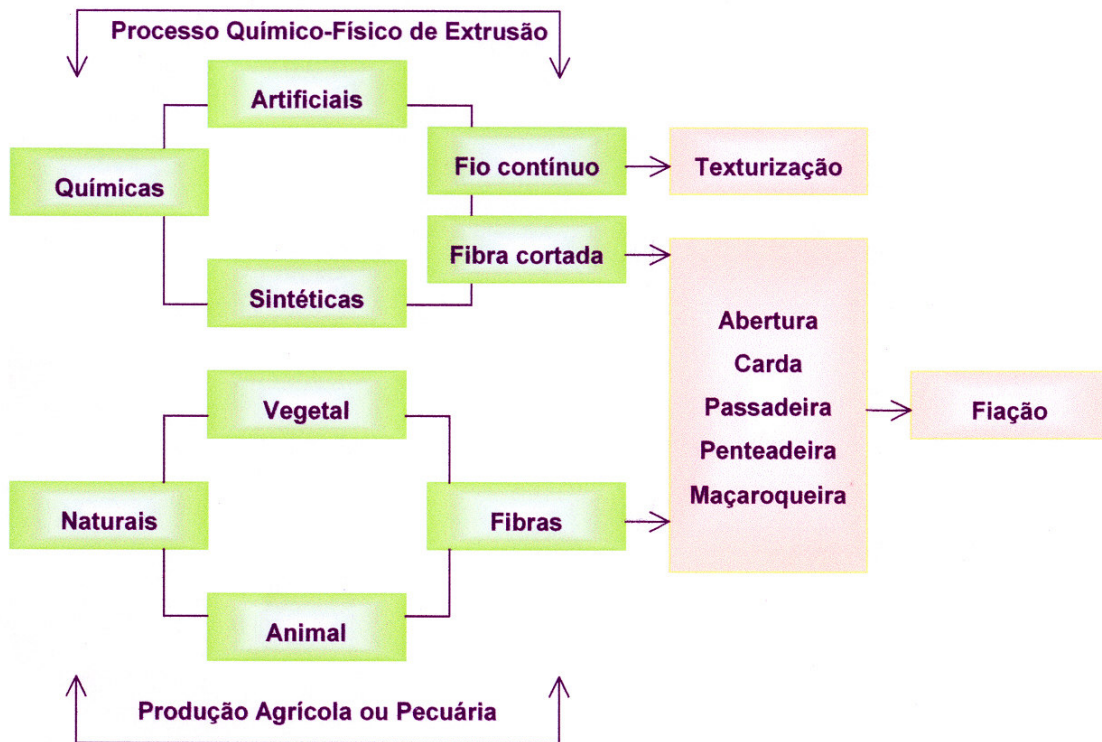 Processo Químico-Físico de Extrusão
Artificiais
Químicas
Fio contínuo
Texturização
Fibra cortada
Sintéticas
Abertura
Carda
Passadeira
Penteadeira
Maçaroqueira
Fiação
Vegetal
Naturais
Fibras
Animal
Produção Agrícola ou Pecuária